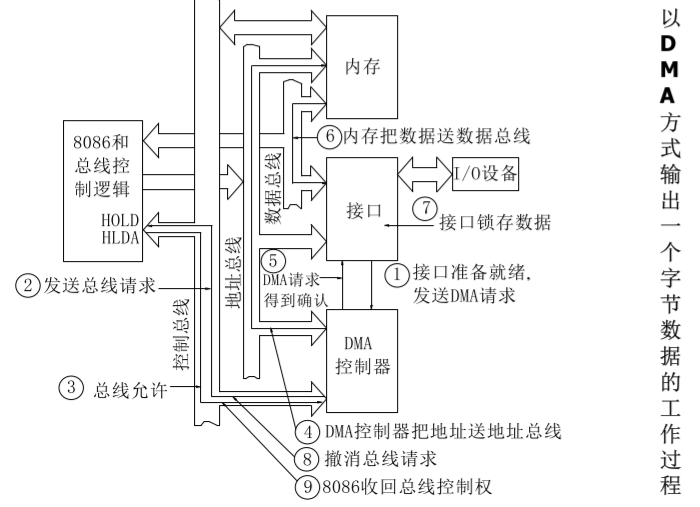 以DMA方式输出一个字节数据的工作过程
内存
8086和
总线控
制逻辑
HOLD
HLDA
⑥内存把数据送数据总线
数据总线
I/O设备
接口
⑦
接口锁存数据
地址总线
⑤
DMA请求
得到确认
①接口准备就绪,
发送DMA请求
②发送总线请求
控制总线
DMA
控制器
③ 总线允许
④DMA控制器把地址送地址总线
⑧撤消总线请求
⑨8086收回总线控制权